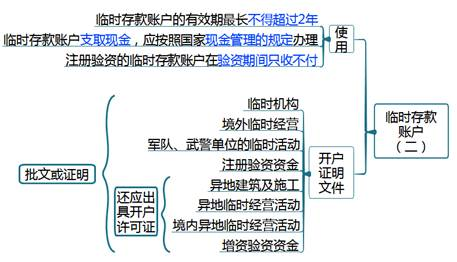 临时存款账户的有效期最长不得超过2年
临时存款账户支取现金，应按照国家现金管理的规定办理
注册验资的临时存款账户在验资期间只收不付
使
用
临时存款
账户
（二）
临时机构
境外临时经营
军队、武警单位的临时活动
注册验资资金
异地建筑及施工
异地临时经营活动
境内异地临时经营活动
增资验资资金
开户
证明
文件
批文或证明
还应出
具开户
许可证